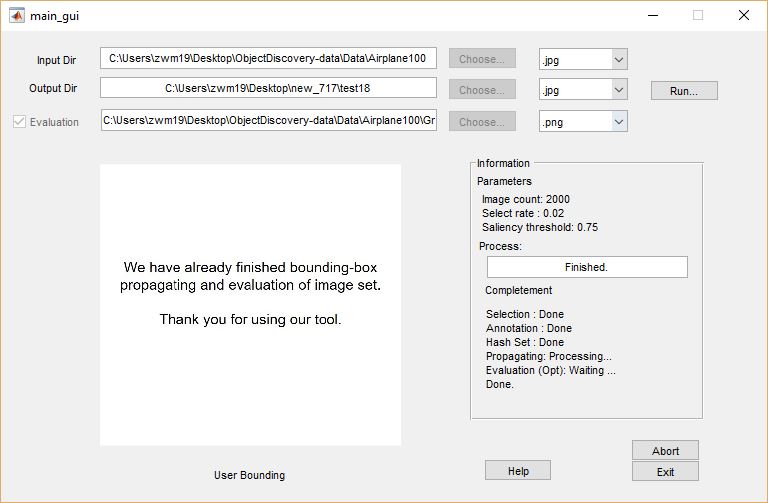 main_gui
Input Dir C:\Users\zwm19\Desktop\ObjectDiscovery-data\Data\Airplane100 Choose... .jpg
Output Dir C:\Users\zwm19\Desktop\new_717\test18 Choose... .jpg Run...
Evaluation C:\Users\zwm19\Desktop\ObjectDiscovery-data\Data\Airplane100\Gr Choose... .png
We have already finished bounding-box
propagating and evaluation of image set.
Thank you for using our tool.
User Bounding
Information
Parameters
Image count: 2000
Select rate : 0.02
Saliency threshold: 0.75
Process:
Finished.
Completement
Selection : Done
Annotation : Done
Hash Set : Done
Propagating: Processing...
Evaluation (Opt): Waiting ...
Done.
Abort
Help
Exit